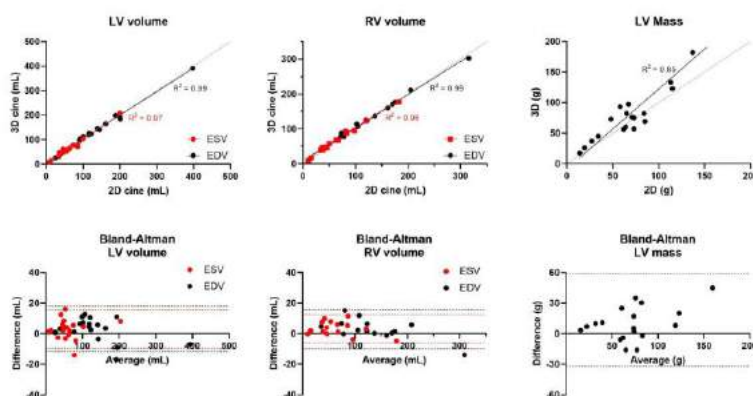 LV volume
500
400
300
200
100
0
3D cine (mL)
R² = 0.99
R² = 0.97
ESV
EDV
0 100 200 300 400 500
2D cine (mL)
RV volume
300
200
100
0
3D cine (mL)
R² = 0.99
R² = 0.98
ESV
EDV
0 100 200 300
2D cine (mL)
LV Mass
200
150
100
50
0
3D (g)
R² = 0.85
0 50 100 150 200
2D (g)
Bland-Altman
LV volume
ESV
EDV
40
20
0
-20
-40
Difference (mL)
100 200 300 400
Average (mL)
Bland-Altman
RV volume
ESV
EDV
40
20
0
-20
-40
Difference (mL)
100 200 300
Average (mL)
Bland-Altman
LV mass
60
30
0
-30
-60
Difference (g)
50 100 150 200
Average (g)